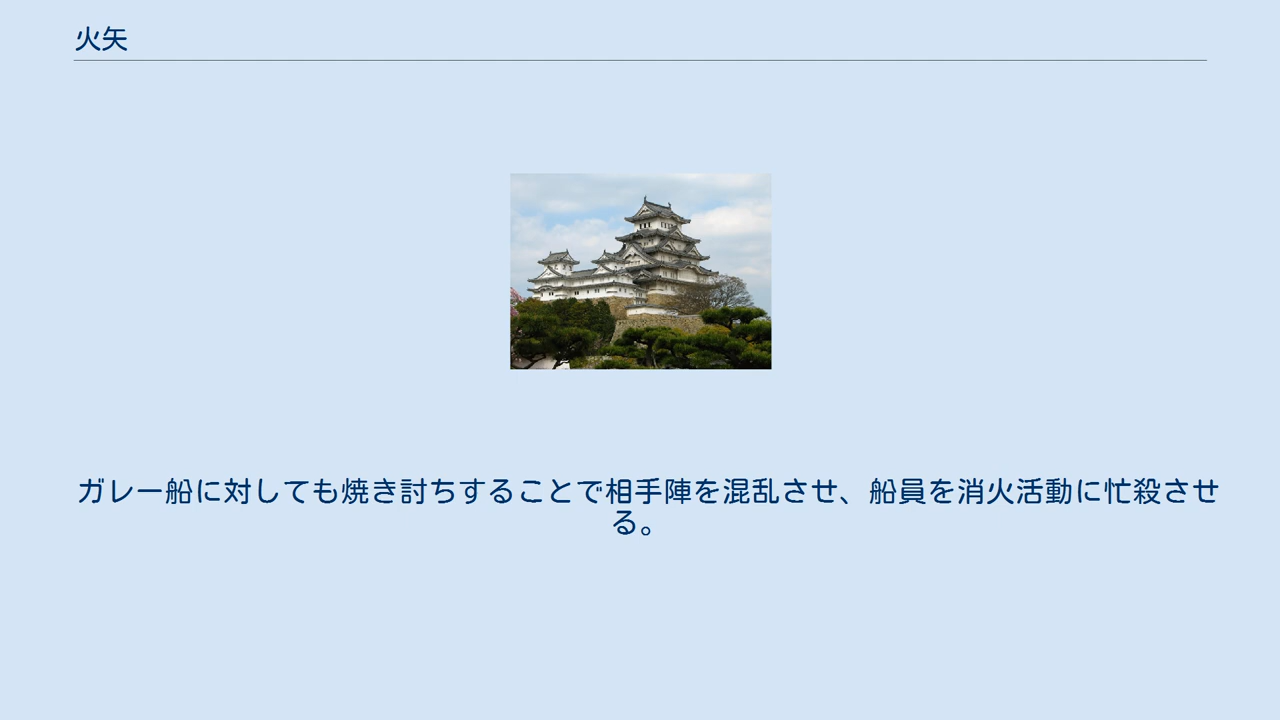 火矢
ガレー船に対しても焼き討ちすることで相手陣を混乱させ、船員を消火活動に忙殺させ
る。